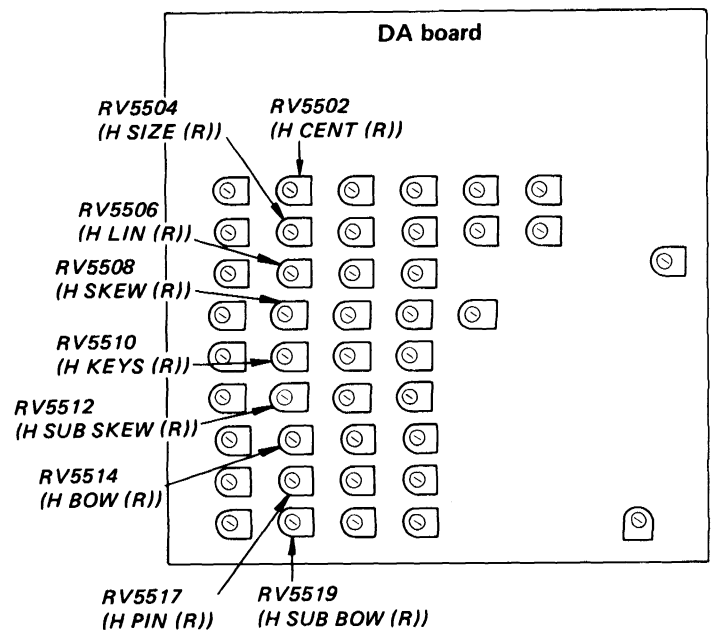 DA board
RV5504
(H SIZE (R))
RV5502
(H CENT (R))
RV5506
(H LIN (R))
RV5508
(H SKEW (R))
RV5510
(H KEYS (R))
RV5512
(H SUB SKEW (R))
RV5514
(H BOW (R))
RV5517
(H PIN (R))
RV5519
(H SUB BOW (R))